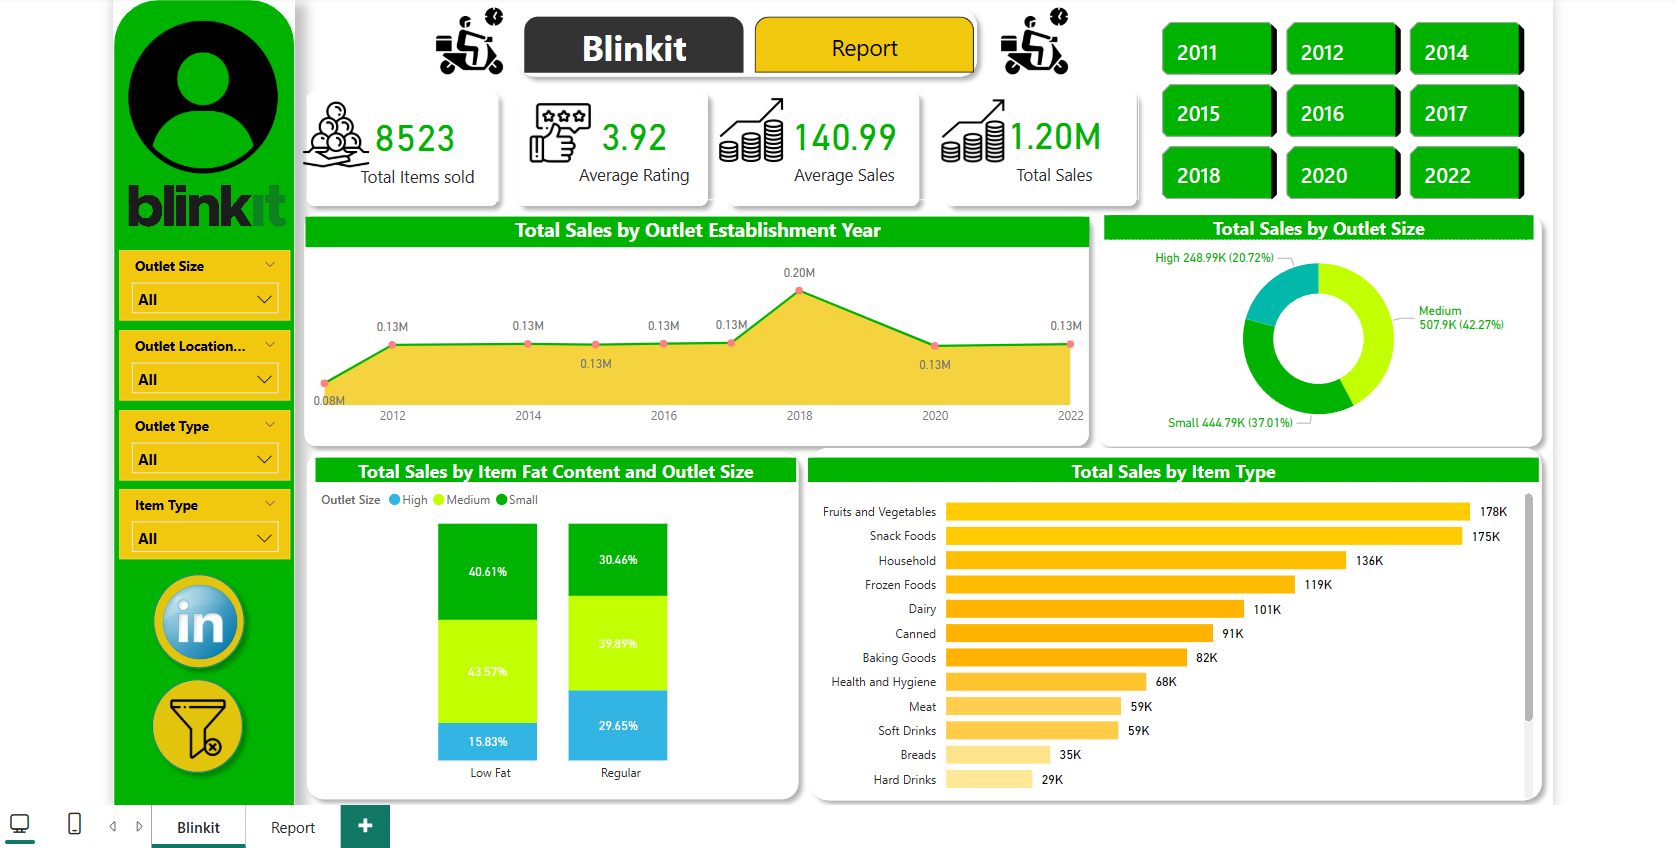 Blinkit
Report
2011
2012
2014
2015
2016
2017
2018
2020
2022
8523
Total Items sold
3.92
Average Rating
140.99
Average Sales
1.20M
Total Sales
blinkit
Outlet Size
All
Outlet Location...
All
Outlet Type
All
Item Type
All
in
Total Sales by Outlet Establishment Year
0.08M
0.13M
0.13M
0.13M
0.13M
0.13M
0.20M
0.13M
0.13M
2012
2014
2016
2018
2020
2022
Total Sales by Outlet Size
High 248.99K (20.72%)
Medium
507.9K (42.27%)
Small 444.79K (37.01%)
Total Sales by Item Fat Content and Outlet Size
Outlet Size High Medium Small
40.61%
43.57%
15.83%
Low Fat
30.46%
39.89%
29.65%
Regular
Total Sales by Item Type
Fruits and Vegetables 178K
Snack Foods 175K
Household 136K
Frozen Foods 119K
Dairy 101K
Canned 91K
Baking Goods 82K
Health and Hygiene 68K
Meat 59K
Soft Drinks 59K
Breads 35K
Hard Drinks 29K
Blinkit
Report
+